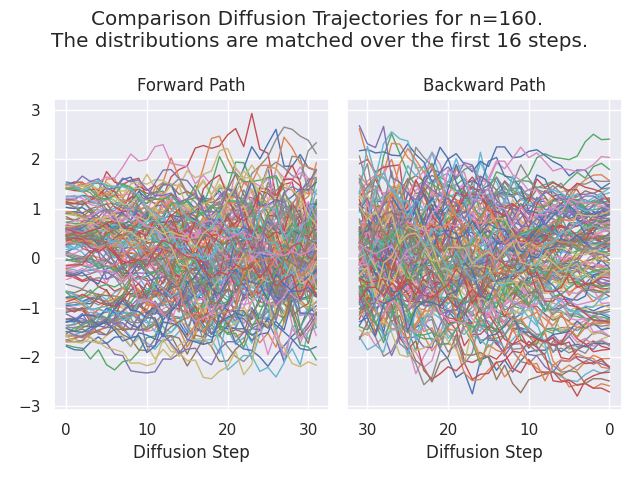 Comparison Diffusion Trajectories for n=160.
The distributions are matched over the first 16 steps.
Forward Path
Backward Path
3
2
1
0
−1
−2
−3
0 10 20 30
30 20 10 0
Diffusion Step
Diffusion Step